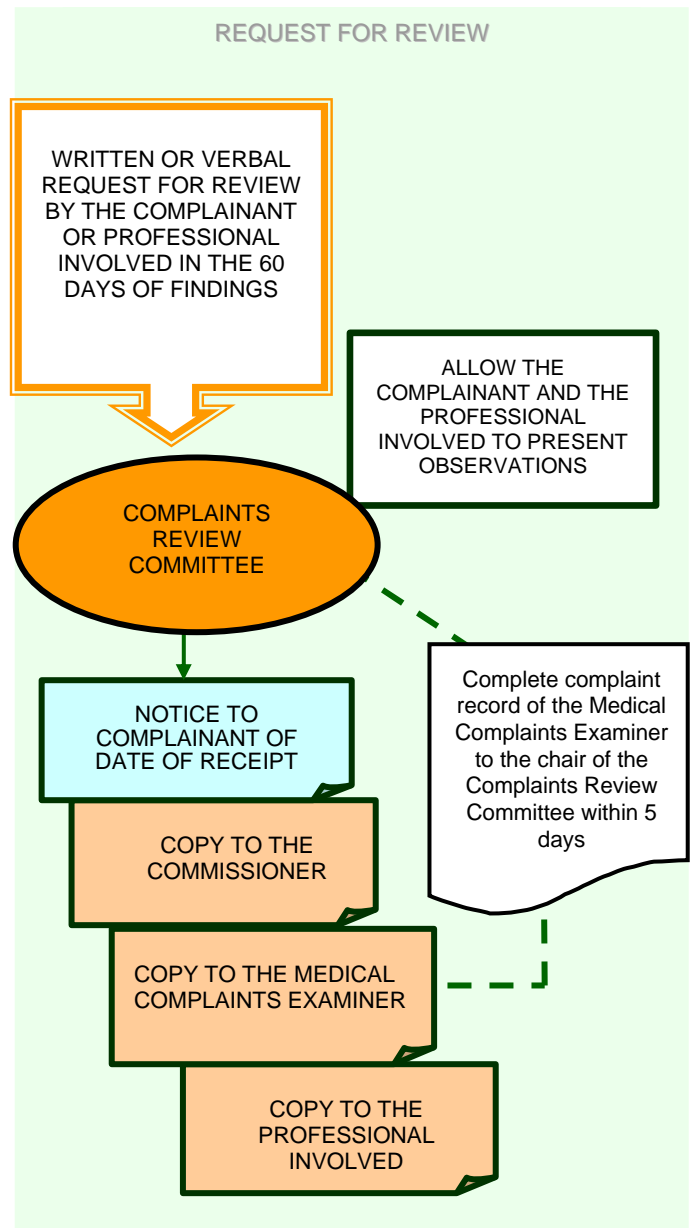 REQUEST FOR REVIEW
WRITTEN OR VERBAL
REQUEST FOR REVIEW
BY THE COMPLAINANT
OR PROFESSIONAL
INVOLVED IN THE 60
DAYS OF FINDINGS
ALLOW THE
COMPLAINANT AND THE
PROFESSIONAL
INVOLVED TO PRESENT
OBSERVATIONS
COMPLAINTS
REVIEW
COMMITTEE
Complete complaint
record of the Medical
Complaints Examiner
to the chair of the
Complaints Review
Committee within 5
days
NOTICE TO
COMPLAINANT OF
DATE OF RECEIPT
COPY TO THE
COMMISSIONER
COPY TO THE MEDICAL
COMPLAINTS EXAMINER
COPY TO THE
PROFESSIONAL
INVOLVED